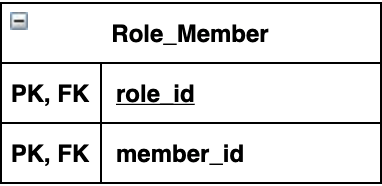 Role_Member
PK, FK role_id
PK, FK member_id